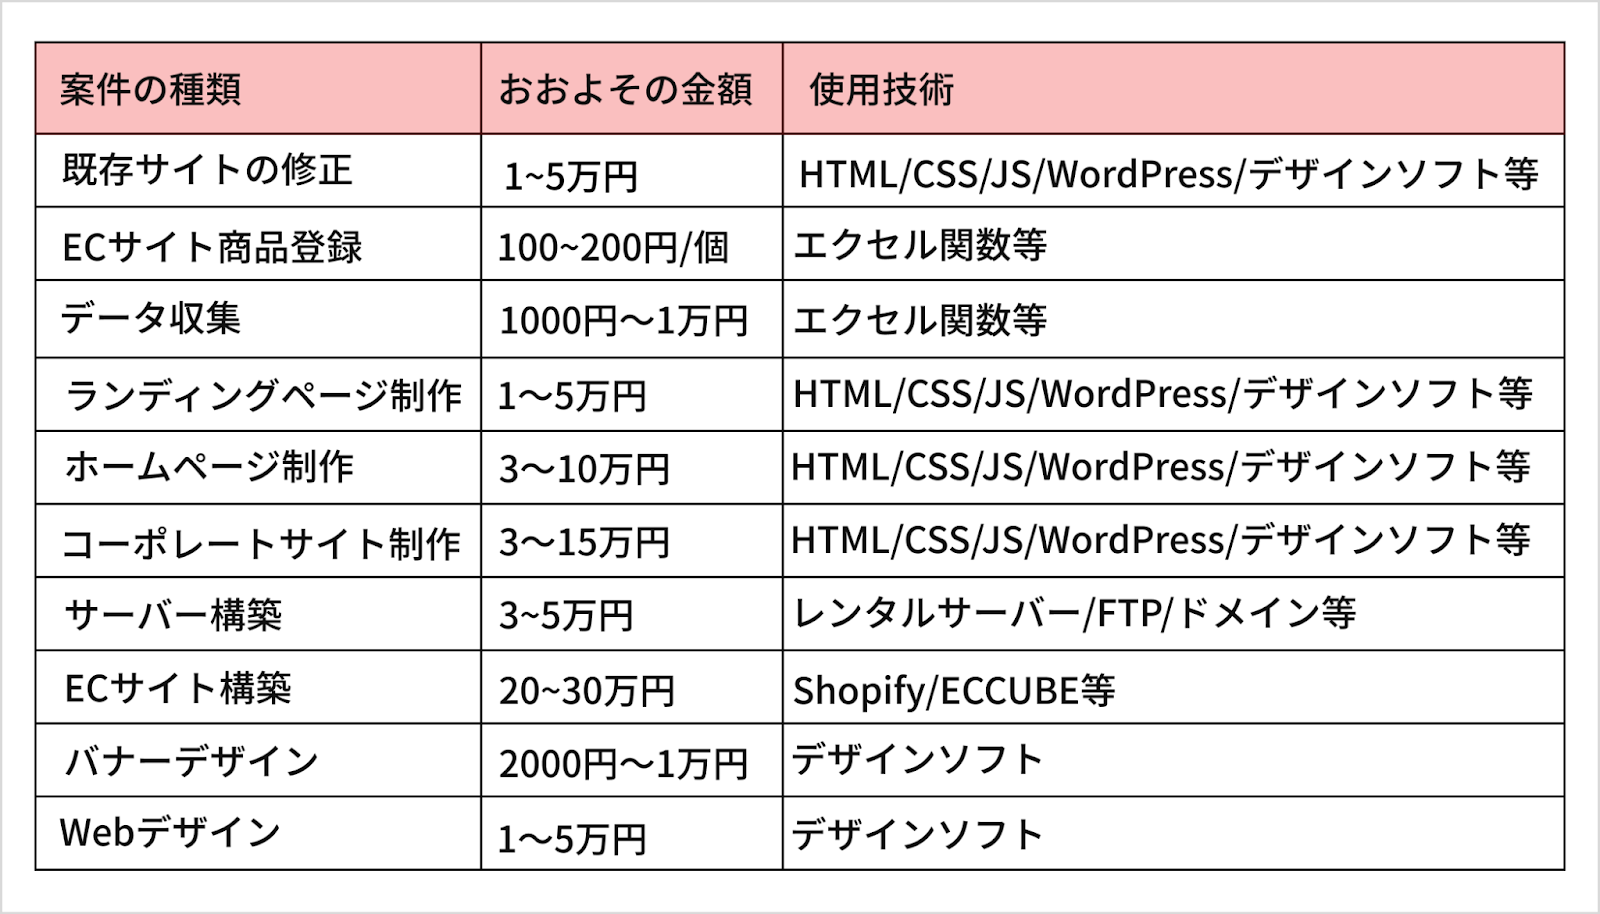 案件の種類 おおよその金額 使用技術
既存サイトの修正 1~5万円 HTML/CSS/JS/WordPress/デザインソフト等
ECサイト商品登録 100~200円/個 エクセル関数等
データ収集 1000円〜1万円 エクセル関数等
ランディングページ制作 1〜5万円 HTML/CSS/JS/WordPress/デザインソフト等
ホームページ制作 3〜10万円 HTML/CSS/JS/WordPress/デザインソフト等
コーポレートサイト制作 3〜15万円 HTML/CSS/JS/WordPress/デザインソフト等
サーバー構築 3~5万円 レンタルサーバー/FTP/ドメイン等
ECサイト構築 20~30万円 Shopify/ECCUBE等
バナーデザイン 2000円〜1万円 デザインソフト
Webデザイン 1〜5万円 デザインソフト